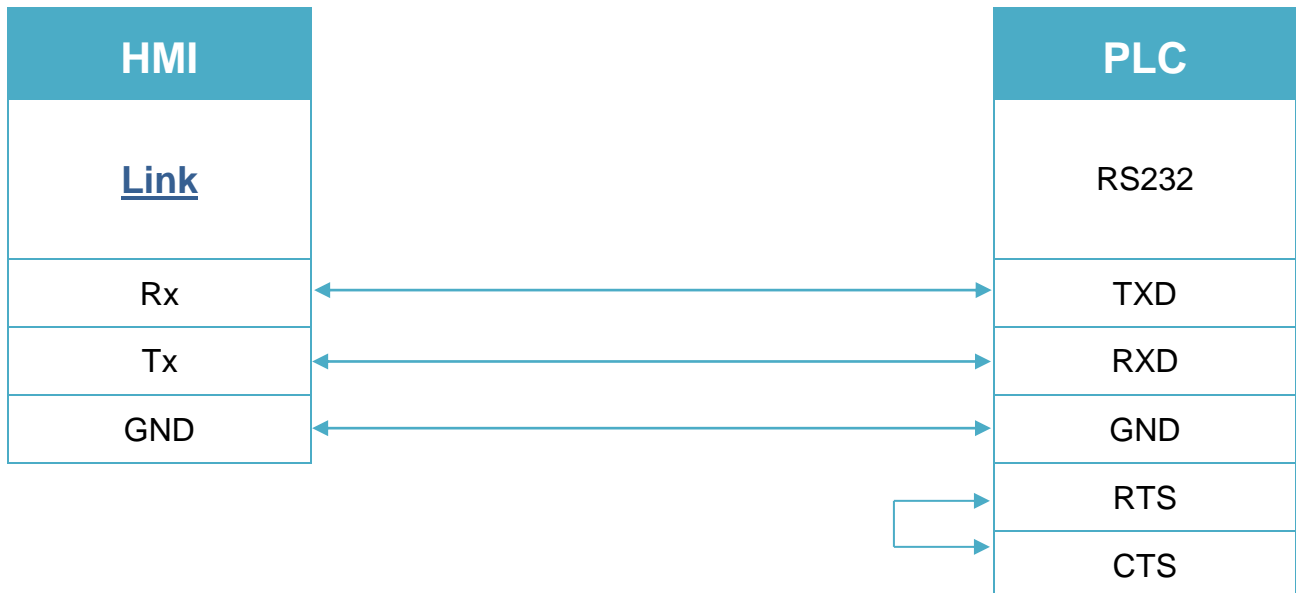 HMI
PLC
Link
RS232
Rx
TXD
Tx
RXD
GND
GND
RTS
CTS